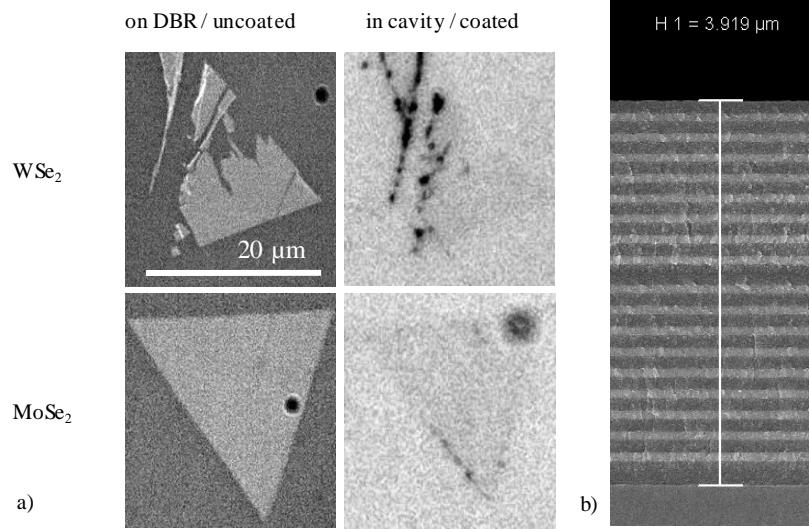 on DBR / uncoated
in cavity / coated
H 1 = 3.919 µm
WSe₂
20 µm
MoSe₂
a)
b)